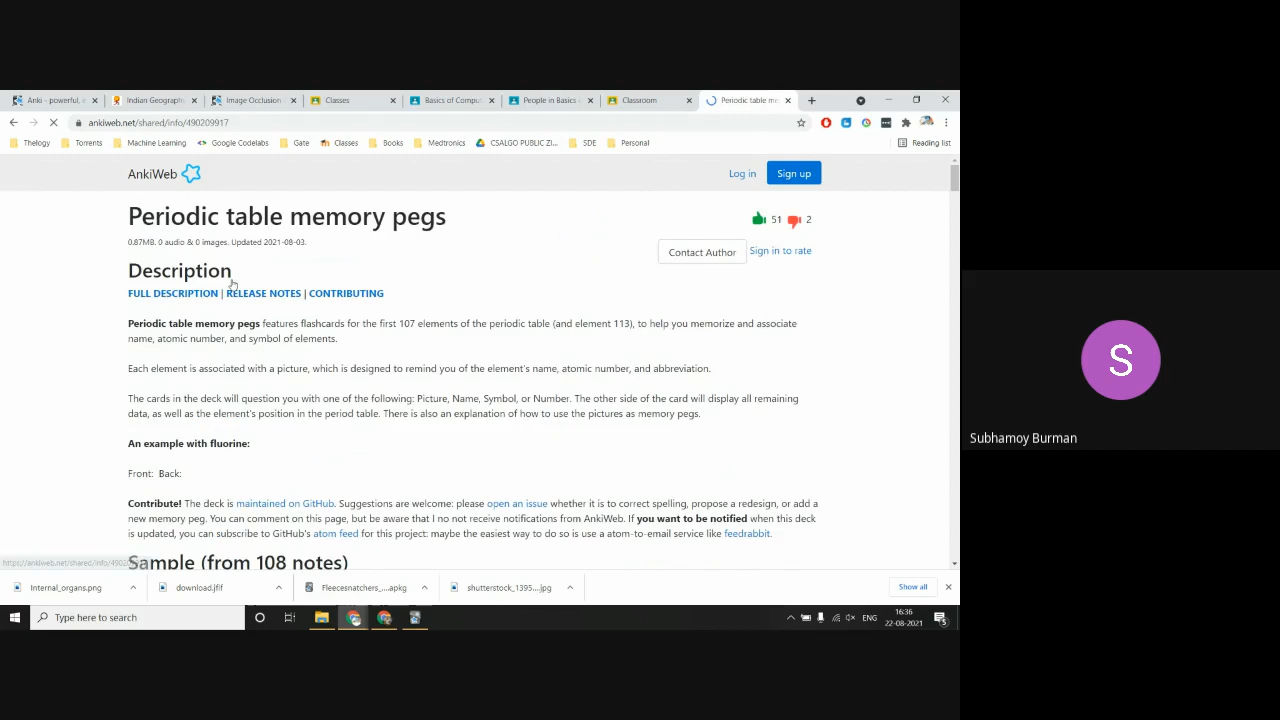 Anki - powerful, i
Indian Geography
Image Occlusion
Classes
Basics of Compu
People in Basics
Classroom
Periodic table me
ankiweb.net/shared/info/490209917
Thelogy
Torrents
Machine Learning
Google Codelabs
Gate
Classes
Books
Medtronics
CSALGO PUBLIC ZI...
SDE
Personal
Reading list
AnkiWeb
Log in
Sign up
Periodic table memory pegs
51
2
0.87MB. 0 audio & 0 images. Updated 2021-08-03.
Contact Author
Sign in to rate
Description
FULL DESCRIPTION | RELEASE NOTES | CONTRIBUTING
Periodic table memory pegs features flashcards for the first 107 elements of the periodic table (and element 113), to help you memorize and associate
name, atomic number, and symbol of elements.
Each element is associated with a picture, which is designed to remind you of the element's name, atomic number, and abbreviation.
The cards in the deck will question you with one of the following: Picture, Name, Symbol, or Number. The other side of the card will display all remaining
data, as well as the element's position in the period table. There is also an explanation of how to use the pictures as memory pegs.
An example with fluorine:
Front: Back:
Contribute! The deck is maintained on GitHub. Suggestions are welcome: please open an issue whether it is to correct spelling, propose a redesign, or add a
new memory peg. You can comment on this page, but be aware that I no not receive notifications from AnkiWeb. If you want to be notified when this deck
is updated, you can subscribe to GitHub's atom feed for this project: maybe the easiest way to do so is use a atom-to-email service like feedrabbit.
Sample (from 108 notes)
https://ankiweb.net/shared/info/4902
Internal_organs.png
download.jfif
Fleecesnatchers_....apkg
shutterstock_1395...jpg
Show all
Type here to search
ENG
16:36
22-08-2021
5
S
Subhamoy Burman